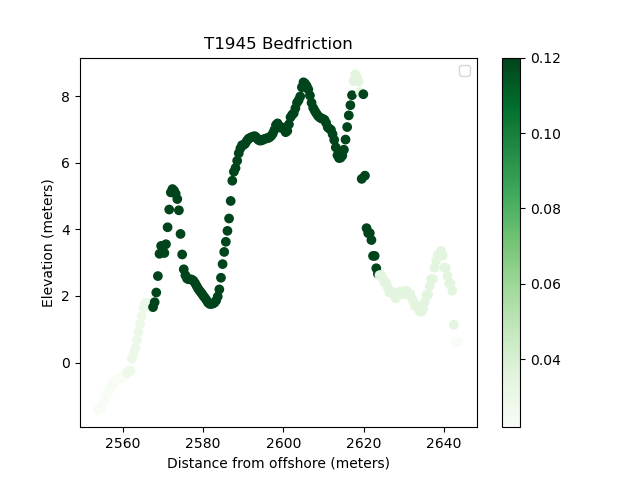 T1945 Bedfriction
Elevation (meters)
8
6
4
2
0
2560 2580 2600 2620 2640
Distance from offshore (meters)
0.12
0.10
0.08
0.06
0.04